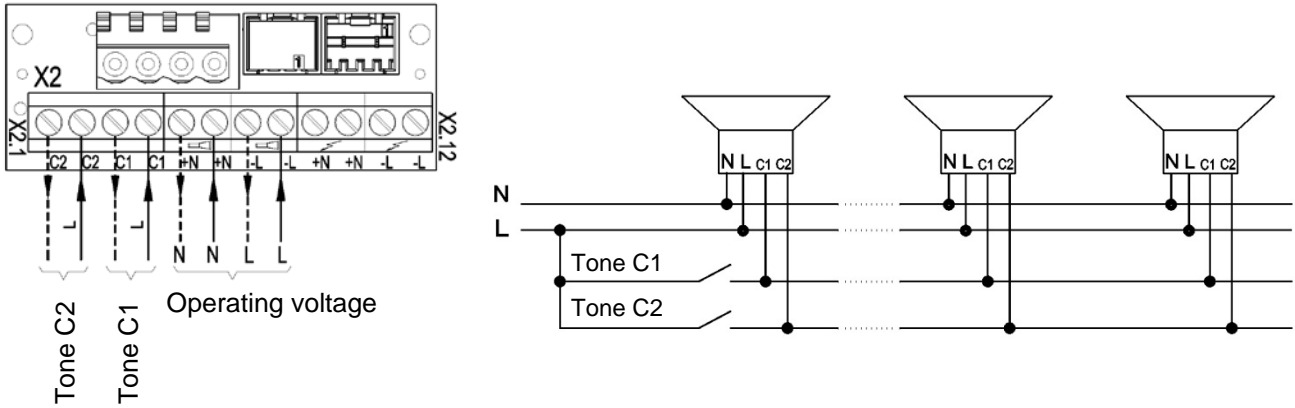 1
1
X2
X2.1
X2.12
C2 C2 C1 C1 +N +N -L -L +N +N -L -L
L L
N N L L
Tone C2
Tone C1
Operating voltage
N L C1 C2
N L C1 C2
N L C1 C2
N
L
Tone C1
Tone C2